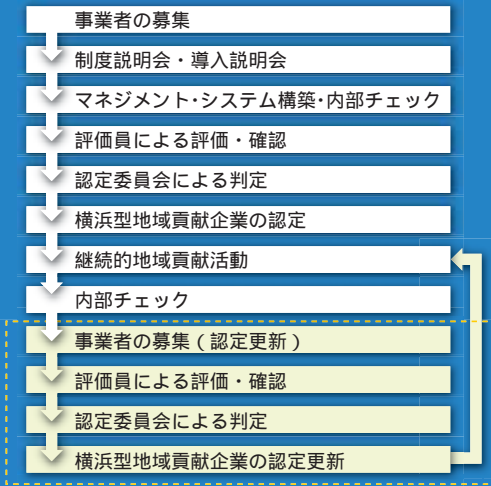 事業者の募集
制度説明会・導入説明会
マネジメント・システム構築・内部チェック
評価員による評価・確認
認定委員会による判定
横浜型地域貢献企業の認定
継続的地域貢献活動
内部チェック
事業者の募集(認定更新)
評価員による評価・確認
認定委員会による判定
横浜型地域貢献企業の認定更新